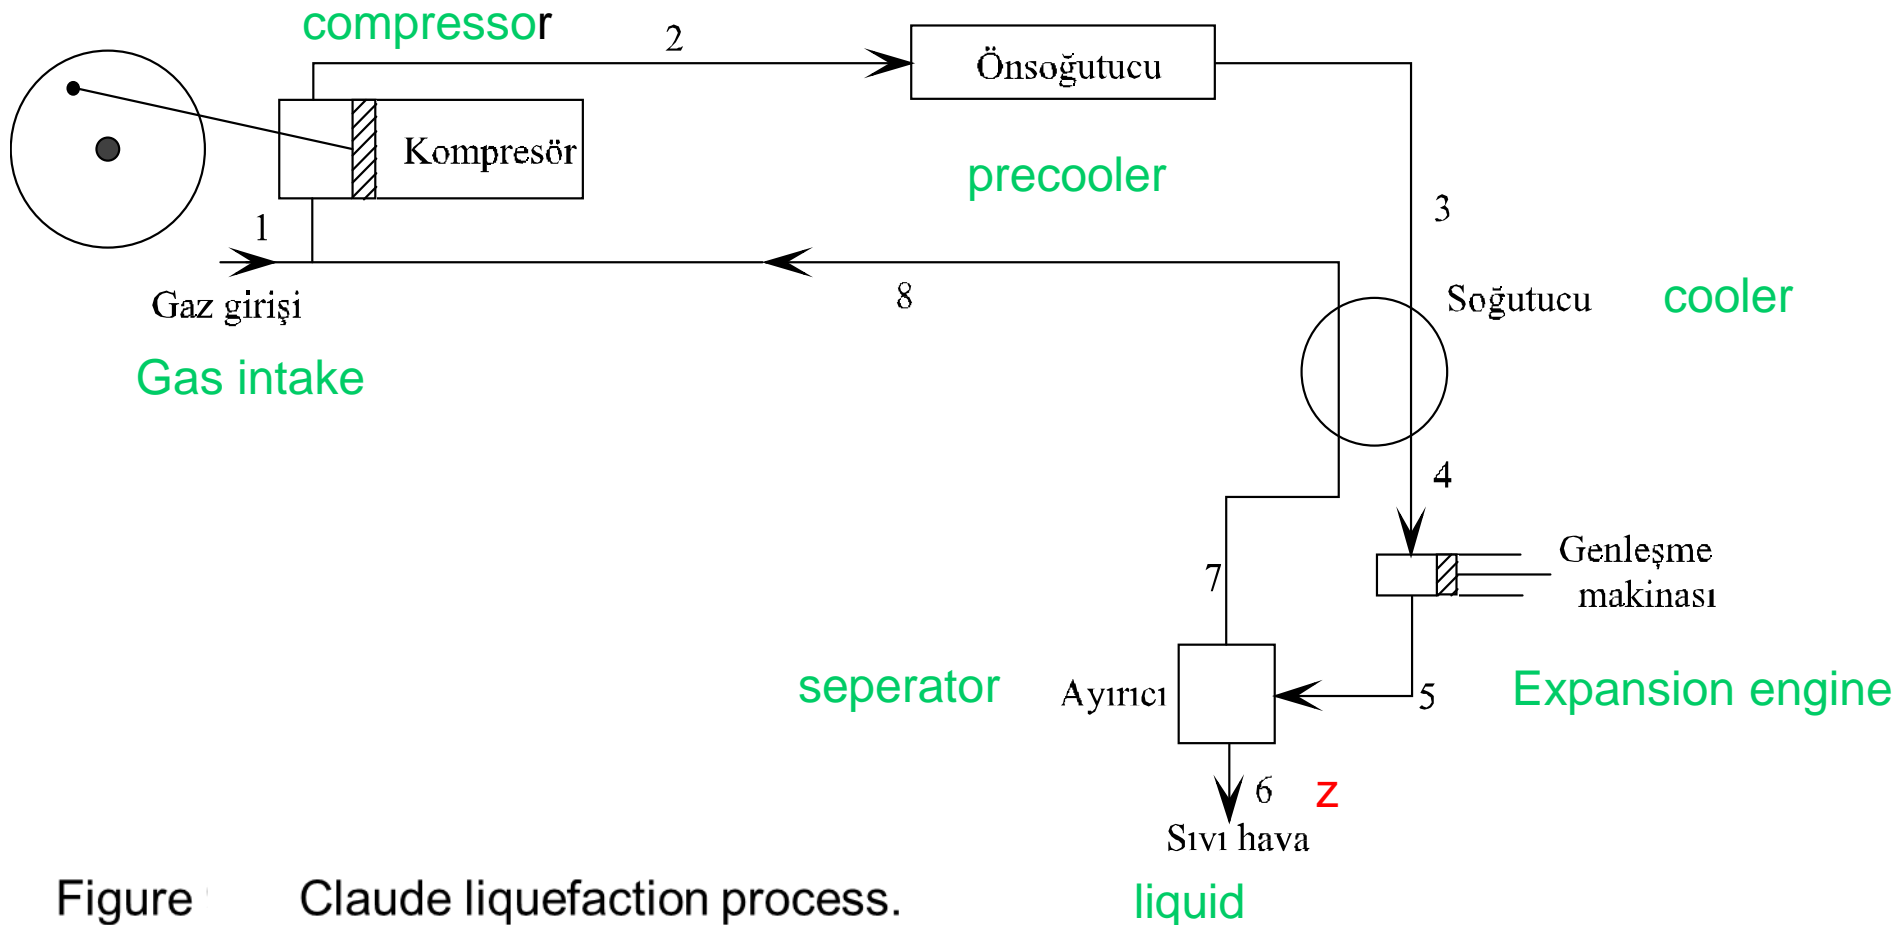 compressor
2
Önsoğutucu
Kompresör
precooler
1
3
Gaz girişi
8
Soğutucu
cooler
Gas intake
4
Genleşme
makinası
7
seperator
Ayırıcı
5
Expansion engine
6
z
Sıvı hava
Figure Claude liquefaction process.
liquid